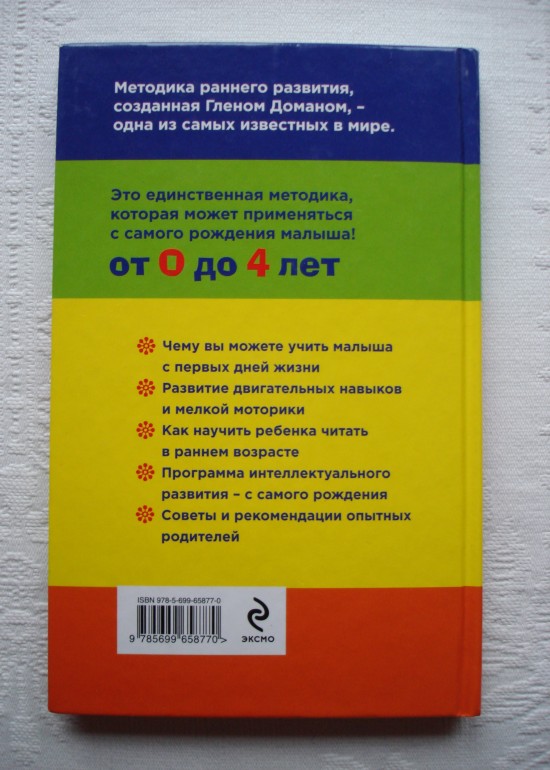 Методика раннего развития,
созданная Гленом Доманом, –
одна из самых известных в мире.
Это единственная методика,
которая может применяться
с самого рождения малыша!
от 0 до 4 лет
Чему вы можете учить малыша
с первых дней жизни
Развитие двигательных навыков
и мелкой моторики
Как научить ребенка читать
в раннем возрасте
Программа интеллектуального
развития – с самого рождения
Советы и рекомендации опытных
родителей
ISBN 978-5-699-65877-0
9 785699 658770>
эксмо